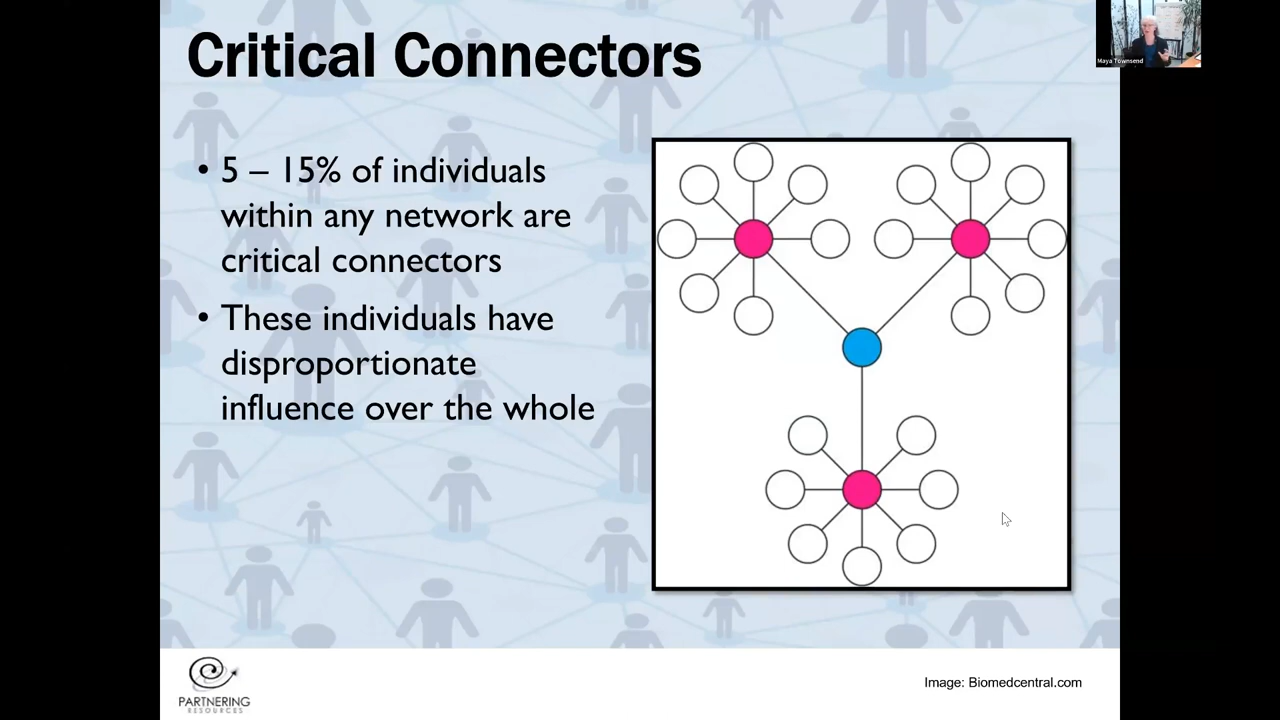 Critical Connectors
Maya Townsend
• 5 – 15% of individuals
within any network are
critical connectors
• These individuals have
disproportionate
influence over the whole
PARTNERING
RESOURCES
Image: Biomedcentral.com